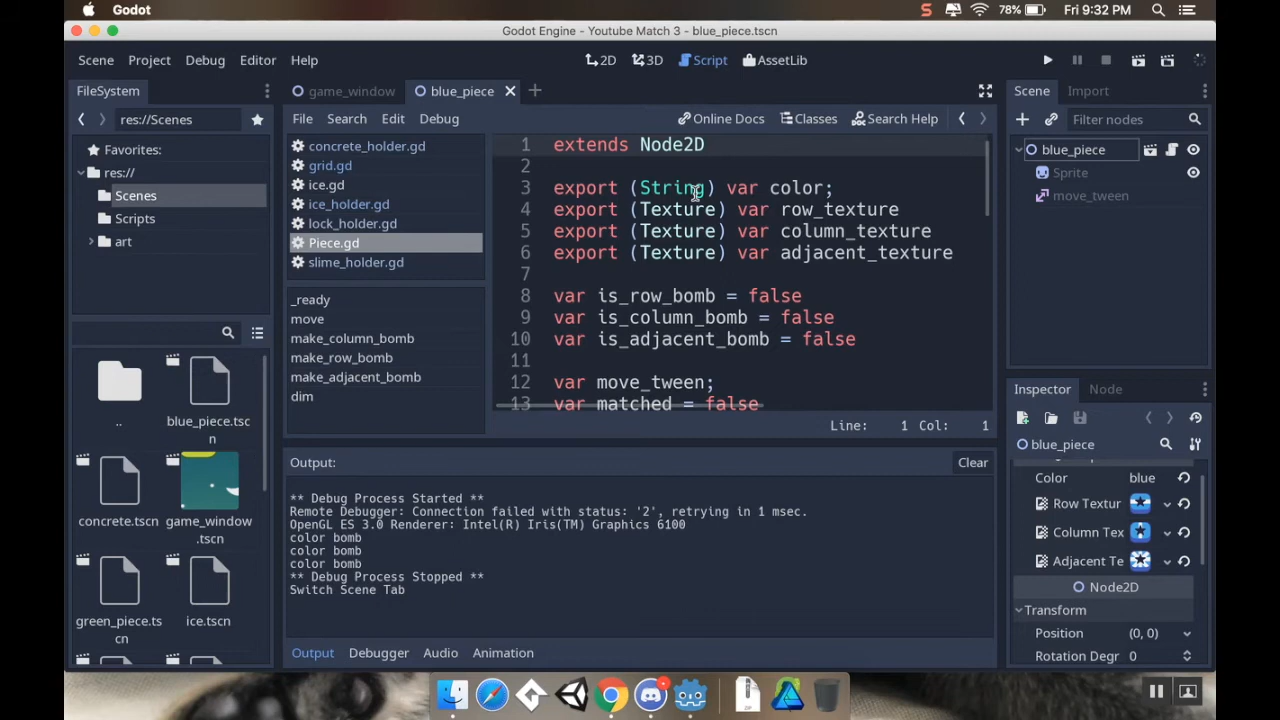 Godot
78%
Fri 9:32 PM
Godot Engine - Youtube Match 3 - blue_piece.tscn
Scene Project Debug Editor Help
2D 3D Script AssetLib
FileSystem
res://Scenes
Favorites:
res://
Scenes
Scripts
art
..
blue_piece.tsc
n
concrete.tscn
game_window
.tscn
green_piece.ts
cn
ice.tscn
game_window
blue_piece
File Search Edit Debug
Online Docs Classes Search Help
concrete_holder.gd
grid.gd
ice.gd
ice_holder.gd
lock_holder.gd
Piece.gd
slime_holder.gd
_ready
move
make_column_bomb
make_row_bomb
make_adjacent_bomb
dim
1 extends Node2D
2
3 export (String) var color;
4 export (Texture) var row_texture
5 export (Texture) var column_texture
6 export (Texture) var adjacent_texture
7
8 var is_row_bomb = false
9 var is_column_bomb = false
10 var is_adjacent_bomb = false
11
12 var move_tween;
13 var matched = false
Line: 1 Col: 1
Output:
Clear
** Debug Process Started **
Remote Debugger: Connection failed with status: '2', retrying in 1 msec.
OpenGL ES 3.0 Renderer: Intel(R) Iris(TM) Graphics 6100
color bomb
color bomb
color bomb
** Debug Process Stopped **
Switch Scene Tab
Output Debugger Audio Animation
Scene Import
Filter nodes
blue_piece
Sprite
move_tween
Inspector Node
blue_piece
Color blue
Row Textur
Column Tex
Adjacent Te
Node2D
Transform
Position (0, 0)
Rotation Degr 0